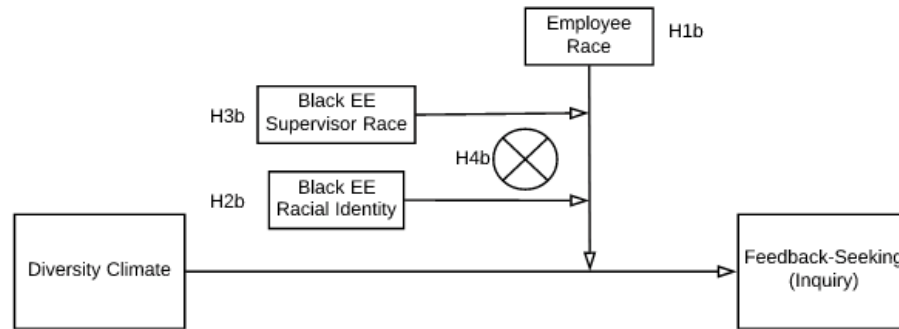 Employee
Race
H1b
Black EE
Supervisor Race
H3b
H4b
Black EE
Racial Identity
H2b
Diversity Climate
Feedback-Seeking
(Inquiry)